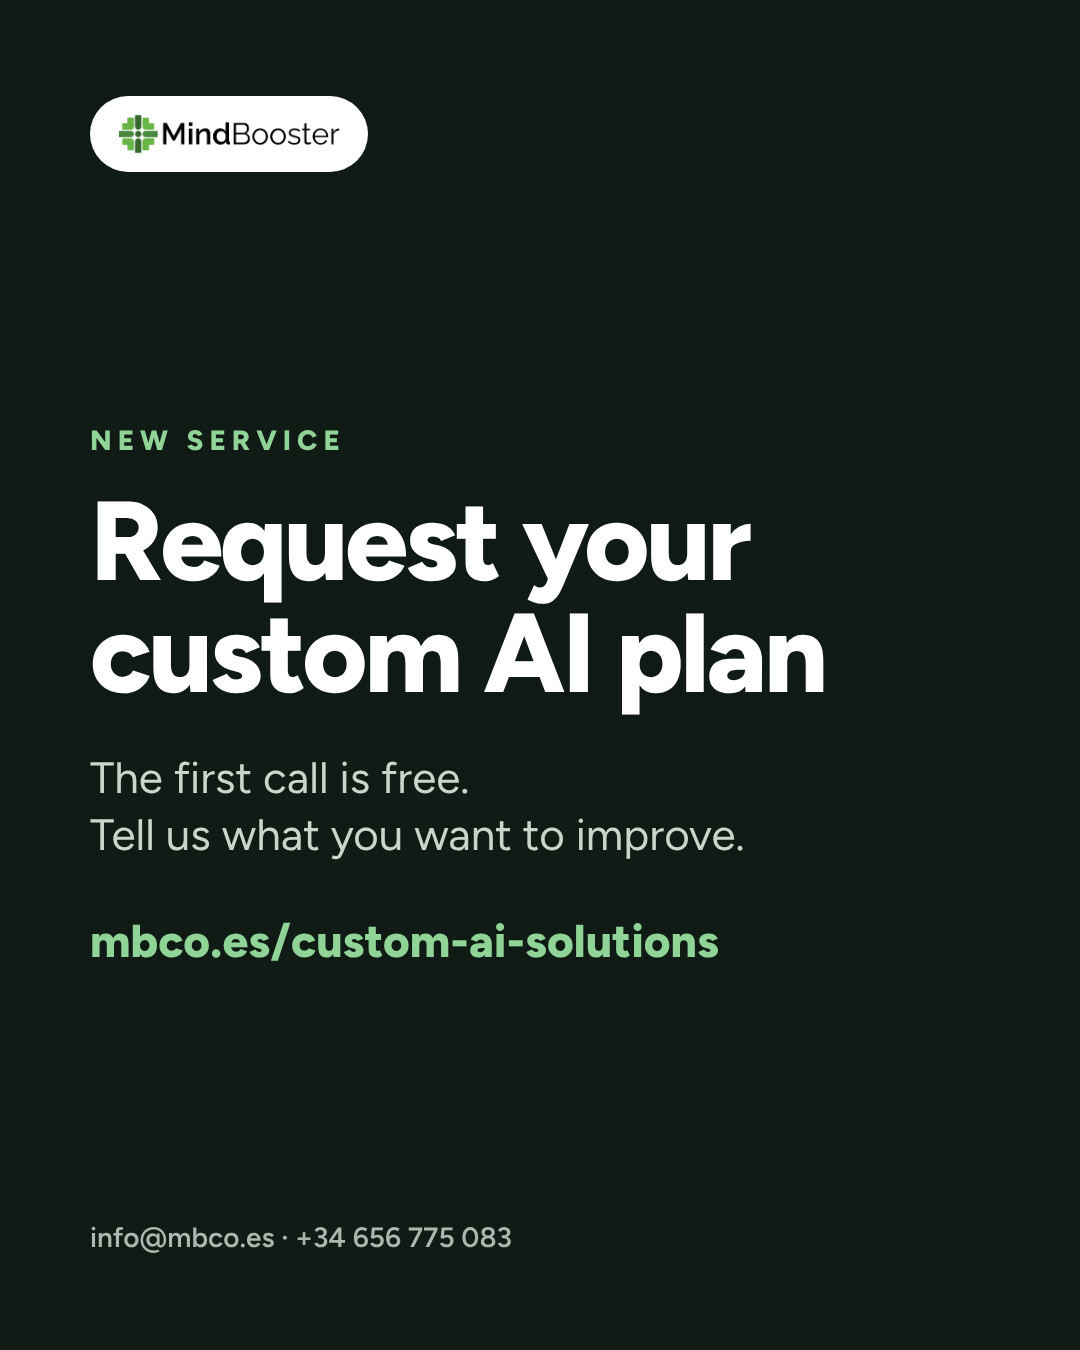 MindBooster
NEW SERVICE
Request your
custom AI plan
The first call is free.
Tell us what you want to improve.
mbco.es/custom-ai-solutions
info@mbco.es · +34 656 775 083